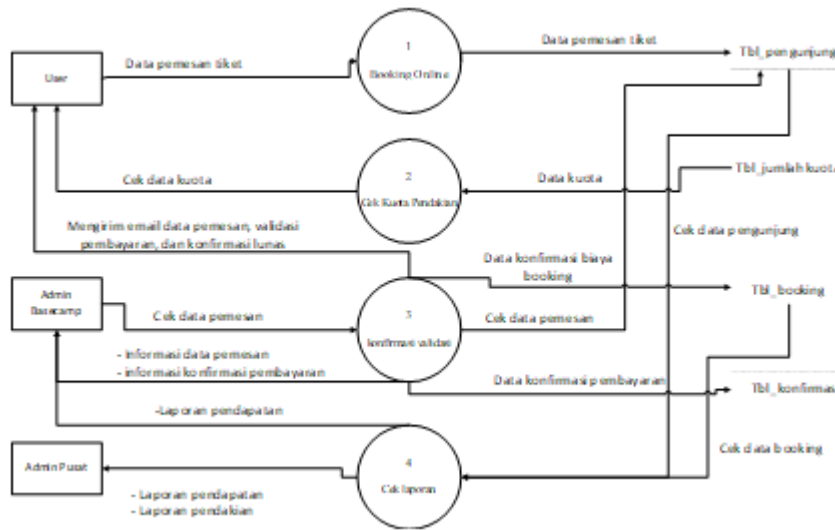 1
Booking Online
Data pemesan tiket
Tbl_pengunjung
User
Data pemesan tiket
2
Cek Kuota Pendakian
Cek data kuota
Data kuota
Tbl_jumlah kuota
Mengirim email data pemesan, validasi
pembayaran, dan konfirmasi lunas
Cek data pengunjung
Data konfirmasi biaya
booking
Tbl_booking
Admin
Basecamp
3
konfirmasi validasi
Cek data pemesan
Cek data pemesan
- Informasi data pemesan
- informasi konfirmasi pembayaran
Data konfirmasi pembayaran
Tbl_konfirmasi
-Laporan pendapatan
4
Cek laporan
Cek data booking
Admin Pusat
- Laporan pendapatan
- Laporan pendakian